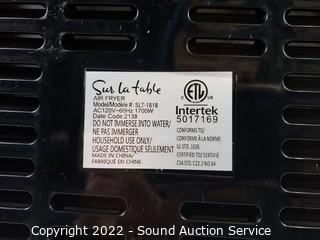 Sur la table
AIR FRYER
Model/Modele #: SLT-1818
AC120V~60Hz 1700W
Date Code: 2138
DO NOT IMMERSE INTO WATER/
NE PAS IMMERGER
HOUSEHOLD USE ONLY/
USAGE DOMESTIQUE SEULEMENT
MADE IN CHINA/
FABRIQUÉ EN CHINE
ETL
Intertek
5017169
CONFORMS TO/
CONFORME À LA NORME
UL STD. 1026
CERTIFIED TO/ CERTIFIÉ
CSA STD. C22.2 NO.64
Copyright 2022 - Sound Auction Service